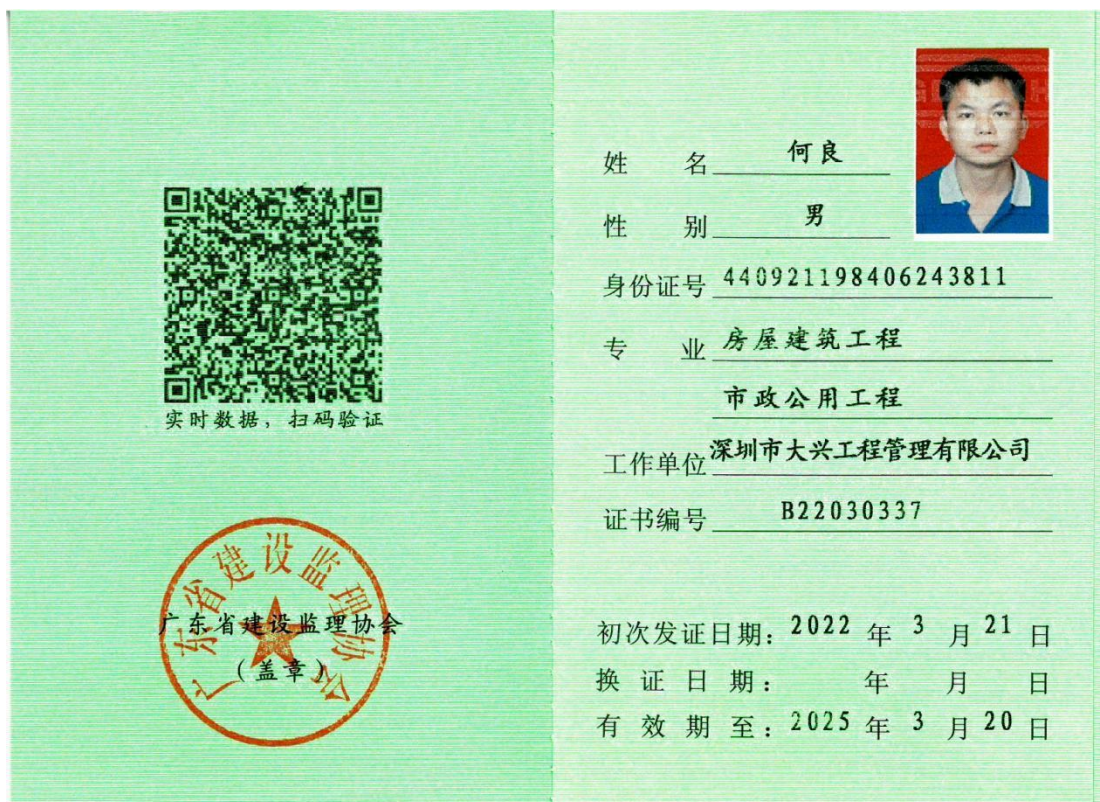 实时数据，扫码验证
广东省建设监理协会
广东省建设监理协会
（盖章）
姓 名 何良
性 别 男
身份证号 440921198406243811
专 业 房屋建筑工程
市政公用工程
工作单位 深圳市大兴工程管理有限公司
证书编号 B22030337
初次发证日期：2022 年 3 月 21 日
换 证 日 期： 年 月 日
有 效 期 至：2025 年 3 月 20 日